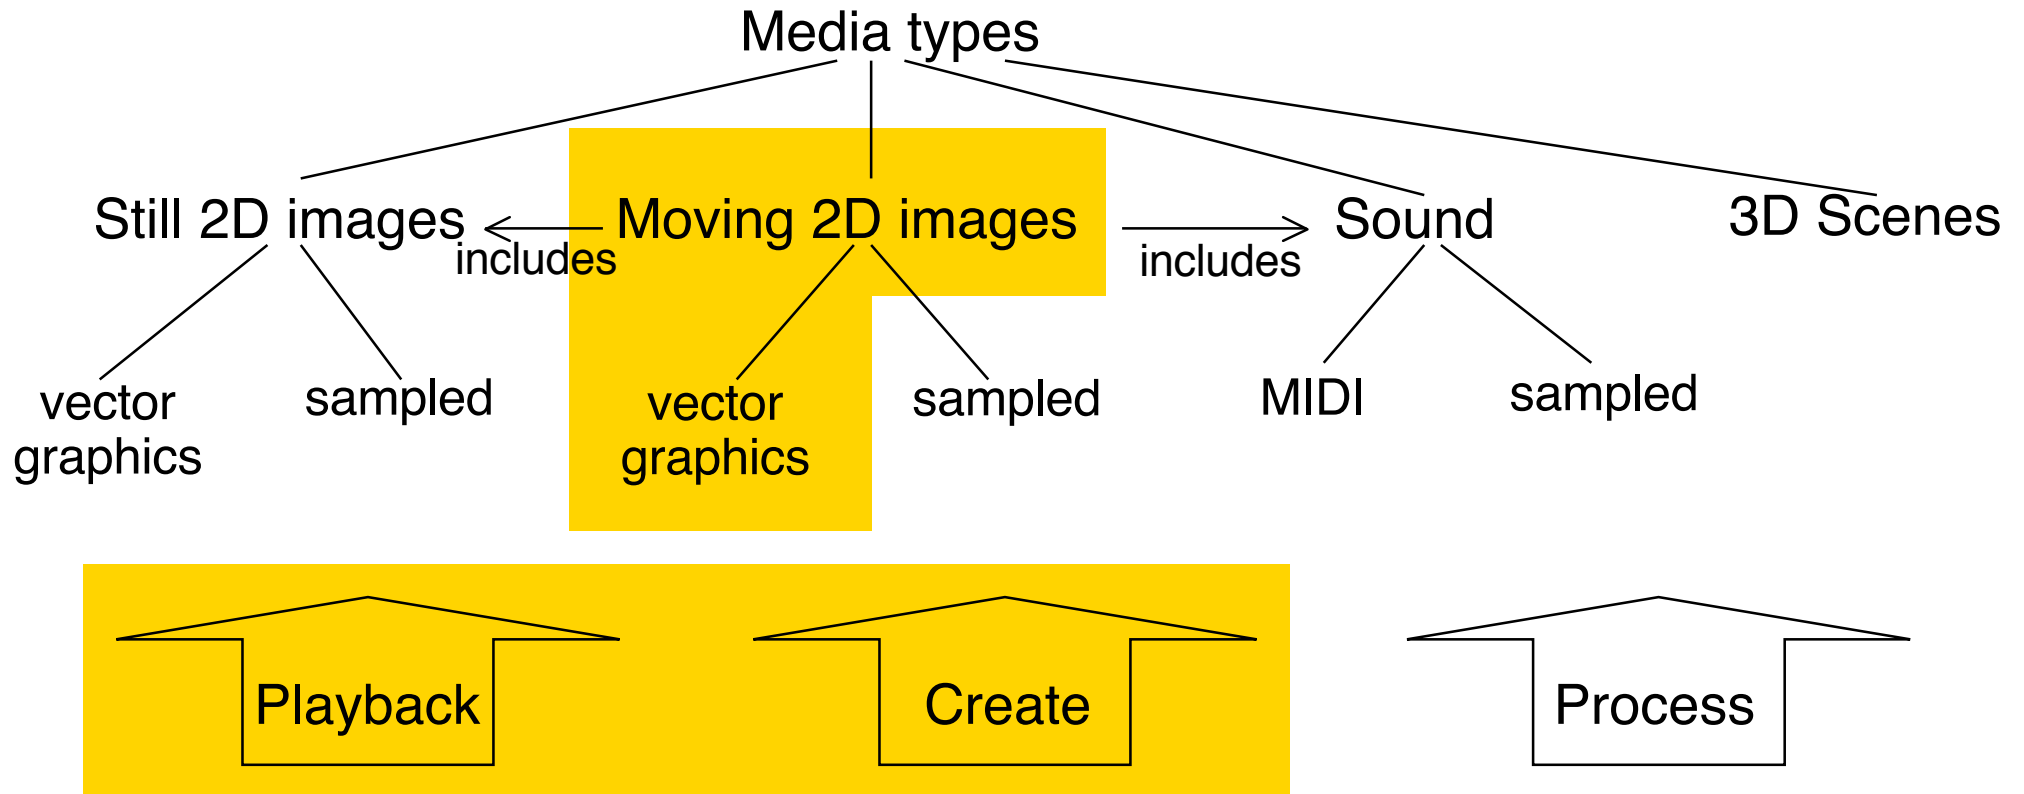 Media types
Still 2D images
includes
Moving 2D images
includes
Sound
3D Scenes
vector
graphics
sampled
vector
graphics
sampled
MIDI
sampled
Playback
Create
Process